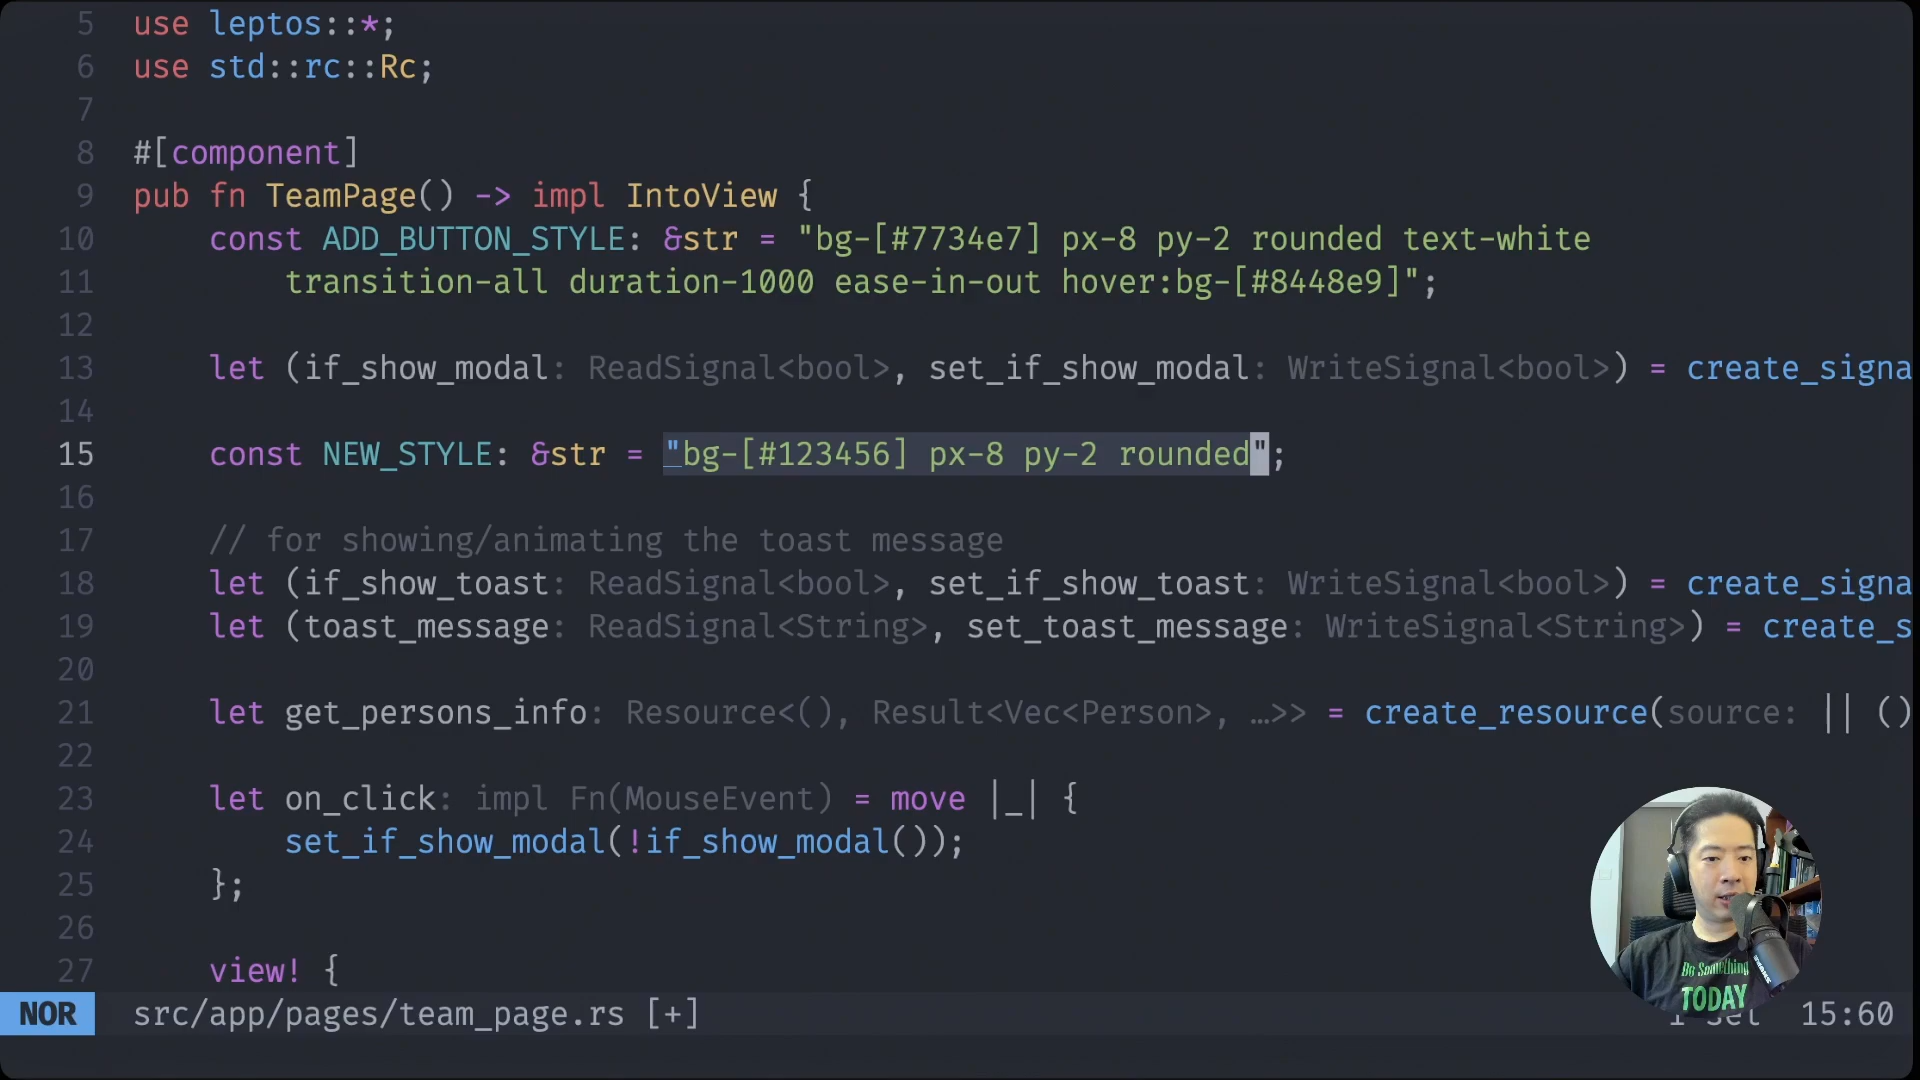 5 use leptos::*;
6 use std::rc::Rc;
7
8 #[component]
9 pub fn TeamPage() -> impl IntoView {
10 const ADD_BUTTON_STYLE: &str = "bg-[#7734e7] px-8 py-2 rounded text-white
11 transition-all duration-1000 ease-in-out hover:bg-[#8448e9]";
12
13 let (if_show_modal: ReadSignal<bool>, set_if_show_modal: WriteSignal<bool>) = create_signa
14
15 const NEW_STYLE: &str = "bg-[#123456] px-8 py-2 rounded";
16
17 // for showing/animating the toast message
18 let (if_show_toast: ReadSignal<bool>, set_if_show_toast: WriteSignal<bool>) = create_signa
19 let (toast_message: ReadSignal<String>, set_toast_message: WriteSignal<String>) = create_s
20
21 let get_persons_info: Resource<(), Result<Vec<Person>, …>> = create_resource(source: || ()
22
23 let on_click: impl Fn(MouseEvent) = move |_| {
24 set_if_show_modal(!if_show_modal());
25 };
26
27 view! {
Do Something
TODAY
NOR src/app/pages/team_page.rs [+] 1 sel 15:60